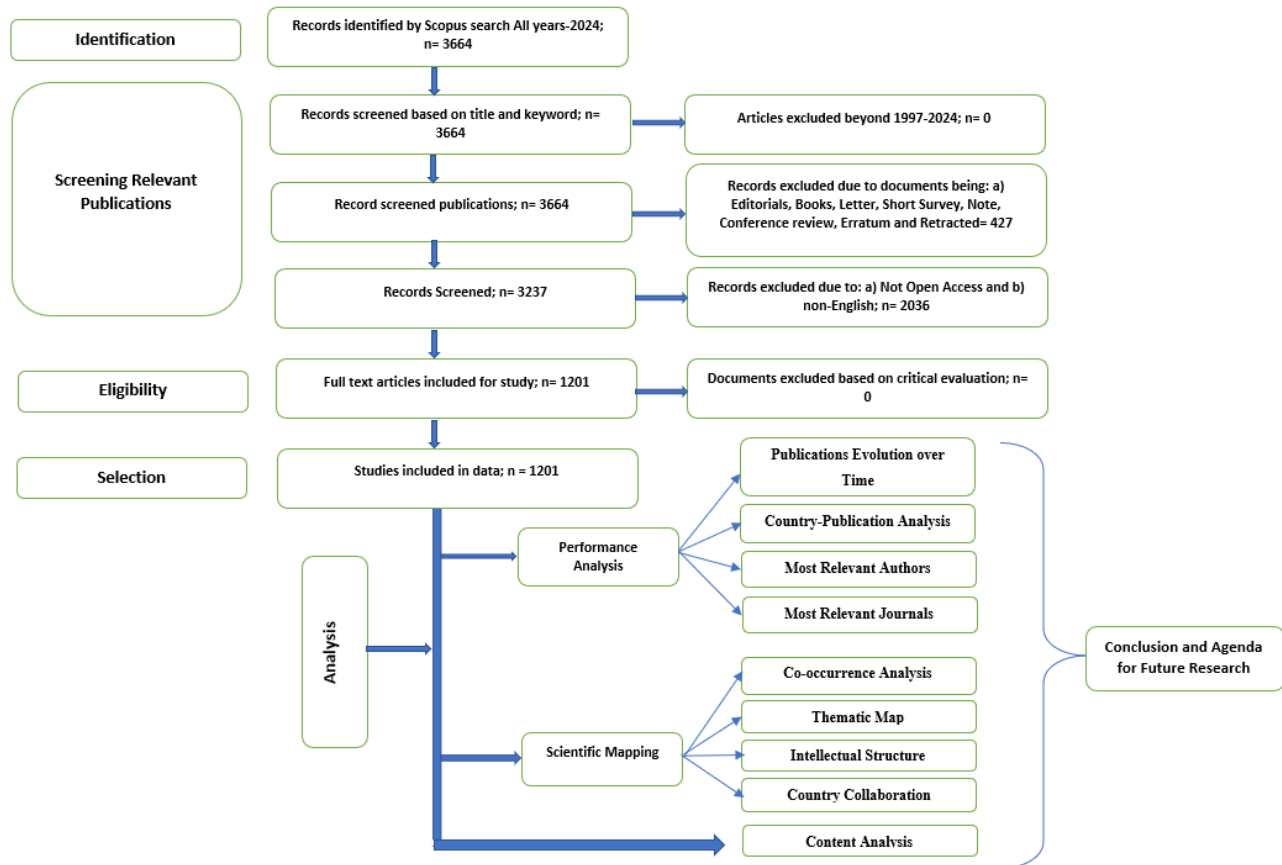 Identification
Records identified by Scopus search All years-2024;
n= 3664
Screening Relevant
Publications
Records screened based on title and keyword; n=
3664
Articles excluded beyond 1997-2024; n= 0
Record screened publications; n= 3664
Records excluded due to documents being: a)
Editorials, Books, Letter, Short Survey, Note,
Conference review, Erratum and Retracted= 427
Records Screened; n= 3237
Records excluded due to: a) Not Open Access and b)
non-English; n= 2036
Eligibility
Full text articles included for study; n= 1201
Documents excluded based on critical evaluation; n=
0
Selection
Studies included in data; n = 1201
Analysis
Performance
Analysis
Publications Evolution over
Time
Country-Publication Analysis
Most Relevant Authors
Most Relevant Journals
Scientific Mapping
Co-occurrence Analysis
Thematic Map
Intellectual Structure
Country Collaboration
Content Analysis
Conclusion and Agenda
for Future Research